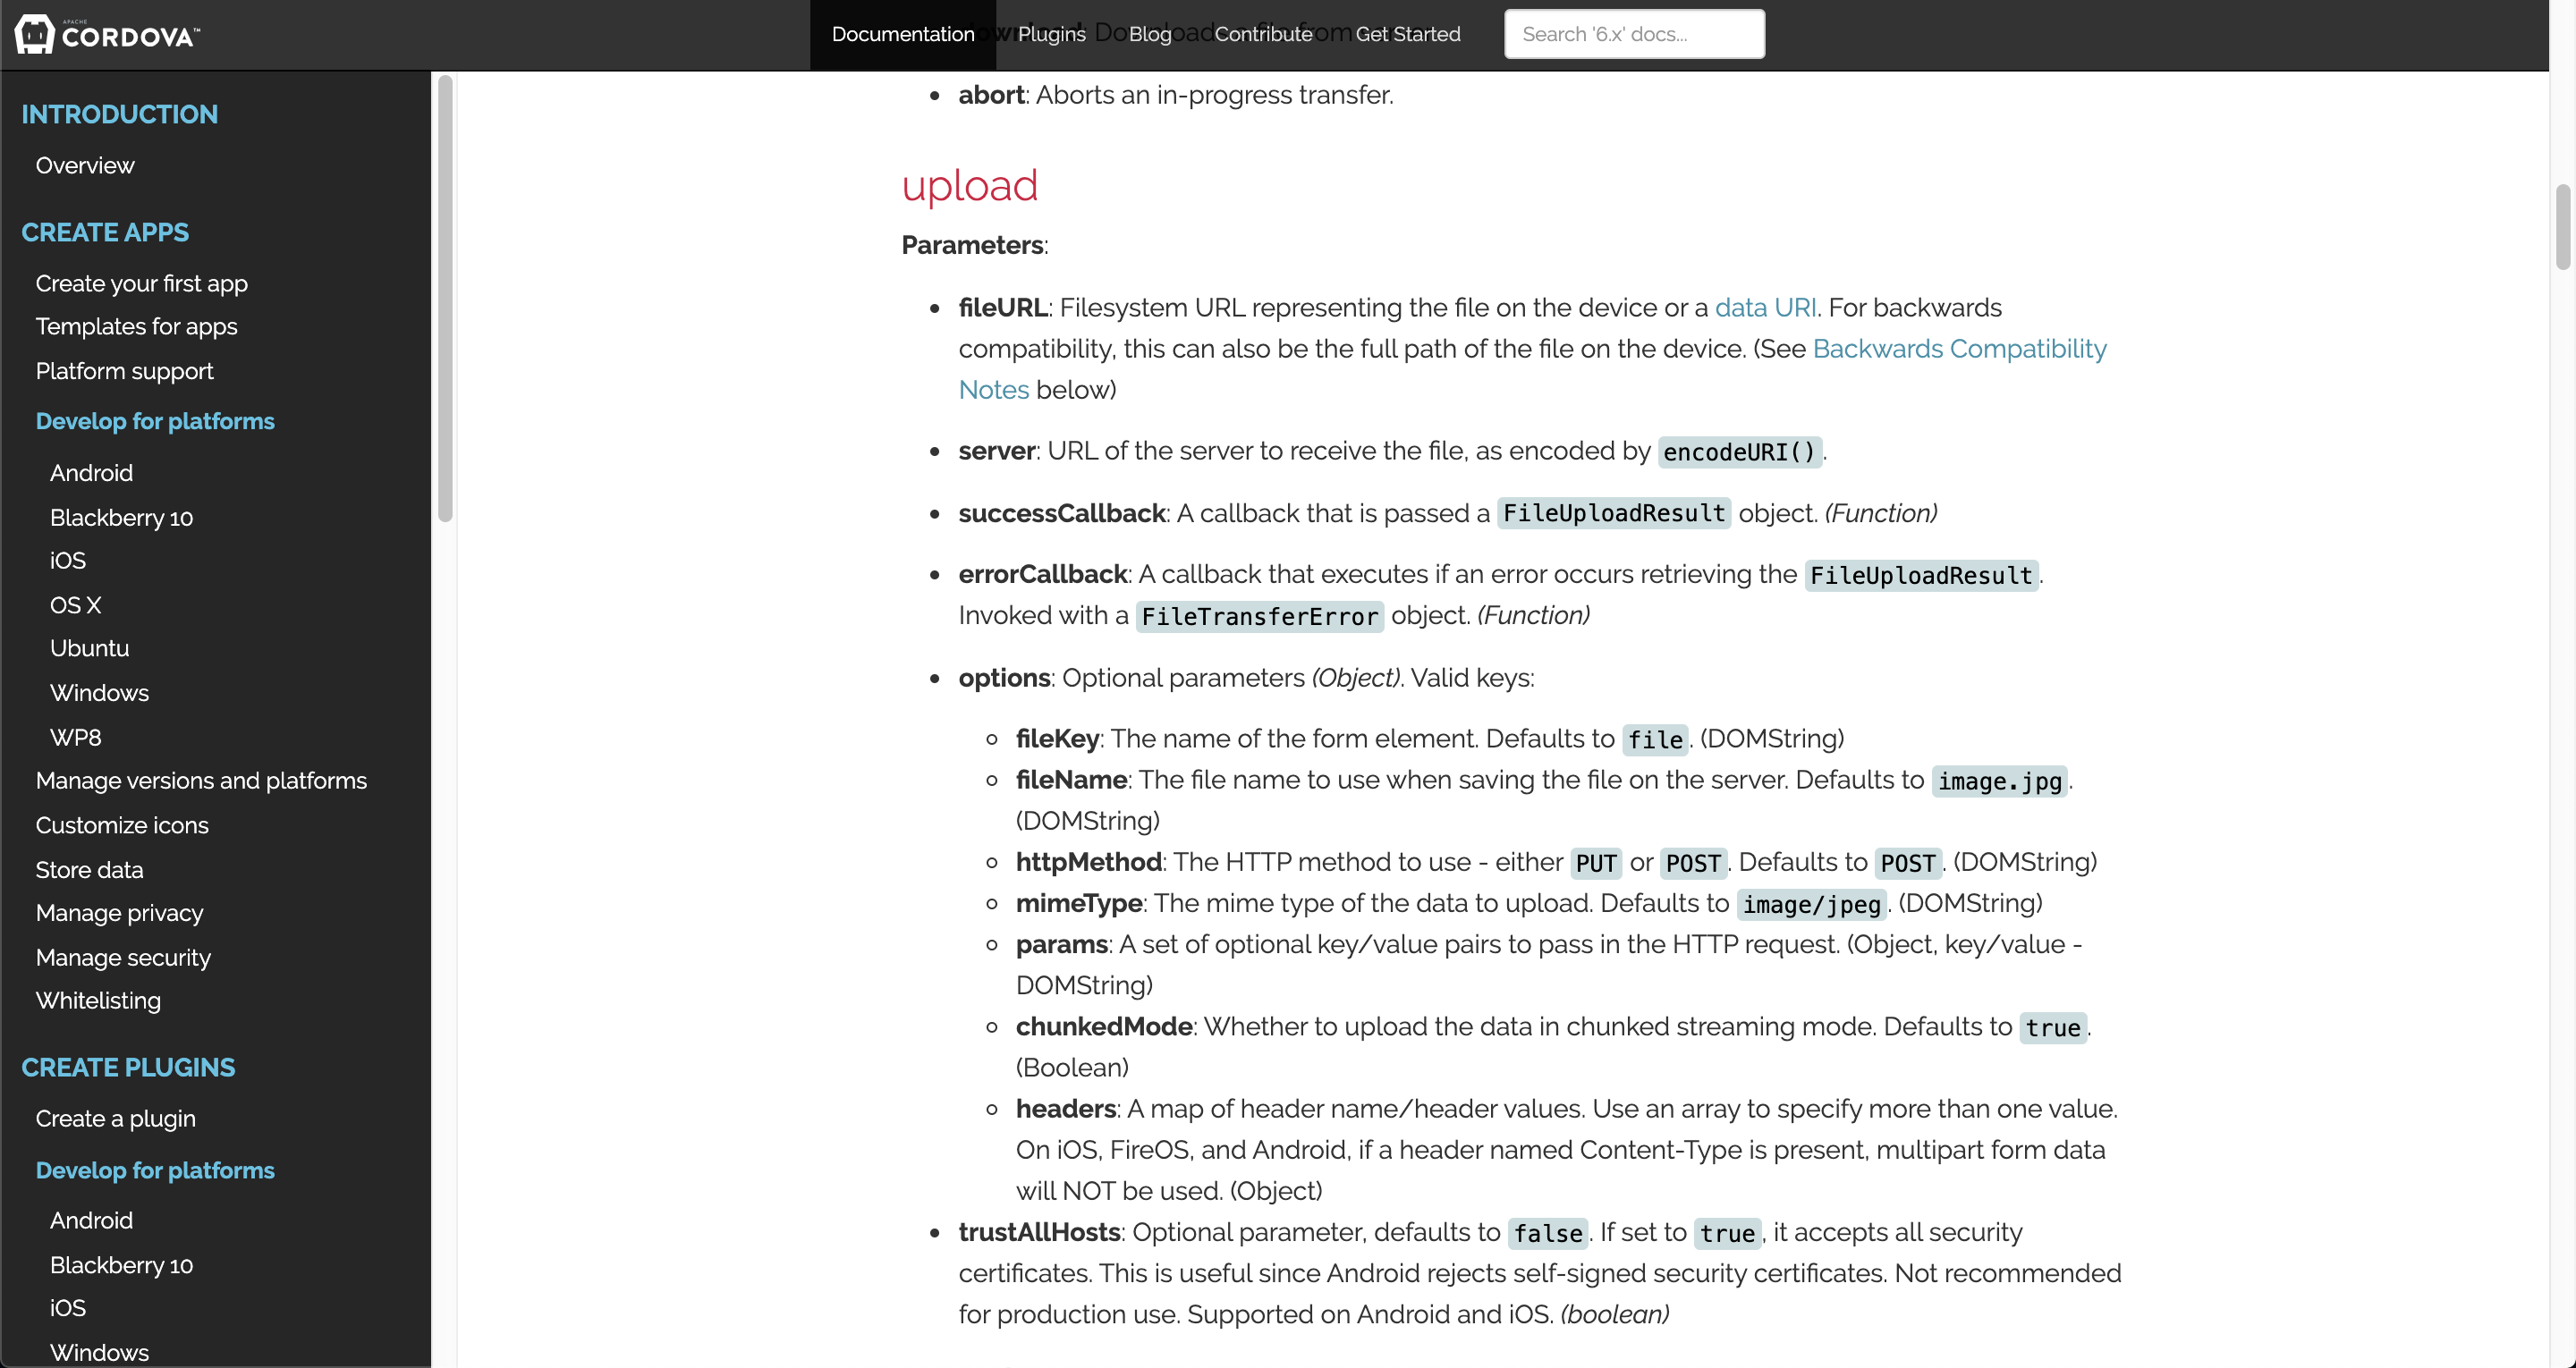 APACHE
CORDOVA™
Documentation
Plugins
Blog
Contribute
Get Started
Search '6.x' docs...
INTRODUCTION
Overview
CREATE APPS
Create your first app
Templates for apps
Platform support
Develop for platforms
Android
Blackberry 10
iOS
OS X
Ubuntu
Windows
WP8
Manage versions and platforms
Customize icons
Store data
Manage privacy
Manage security
Whitelisting
CREATE PLUGINS
Create a plugin
Develop for platforms
Android
Blackberry 10
iOS
Windows
• abort: Aborts an in-progress transfer.
upload
Parameters:
• fileURL: Filesystem URL representing the file on the device or a data URI. For backwards
compatibility, this can also be the full path of the file on the device. (See Backwards Compatibility
Notes below)
• server: URL of the server to receive the file, as encoded by encodeURI().
• successCallback: A callback that is passed a FileUploadResult object. (Function)
• errorCallback: A callback that executes if an error occurs retrieving the FileUploadResult.
Invoked with a FileTransferError object. (Function)
• options: Optional parameters (Object). Valid keys:
◦ fileKey: The name of the form element. Defaults to file. (DOMString)
◦ fileName: The file name to use when saving the file on the server. Defaults to image.jpg.
(DOMString)
◦ httpMethod: The HTTP method to use - either PUT or POST. Defaults to POST. (DOMString)
◦ mimeType: The mime type of the data to upload. Defaults to image/jpeg. (DOMString)
◦ params: A set of optional key/value pairs to pass in the HTTP request. (Object, key/value -
DOMString)
◦ chunkedMode: Whether to upload the data in chunked streaming mode. Defaults to true.
(Boolean)
◦ headers: A map of header name/header values. Use an array to specify more than one value.
On iOS, FireOS, and Android, if a header named Content-Type is present, multipart form data
will NOT be used. (Object)
• trustAllHosts: Optional parameter, defaults to false. If set to true, it accepts all security
certificates. This is useful since Android rejects self-signed security certificates. Not recommended
for production use. Supported on Android and iOS. (boolean)